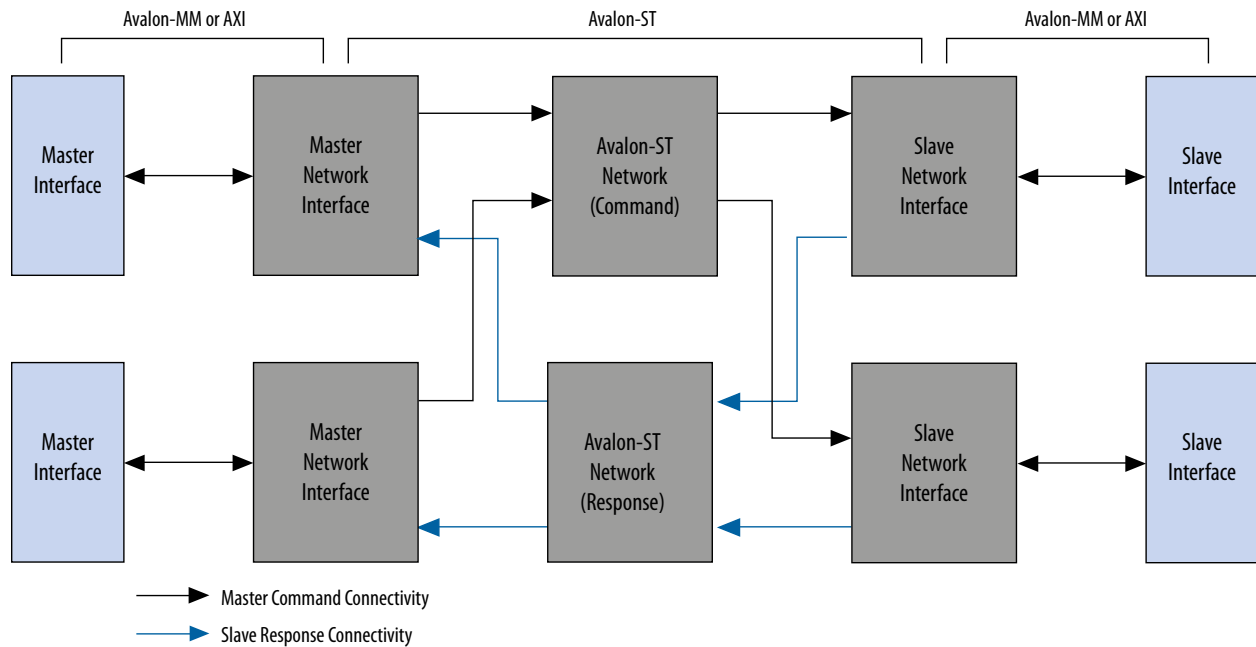 Avalon-MM or AXI
Avalon-ST
Avalon-MM or AXI
Master
Interface
Master
Network
Interface
Avalon-ST
Network
(Command)
Slave
Network
Interface
Slave
Interface
Master
Interface
Master
Network
Interface
Avalon-ST
Network
(Response)
Slave
Network
Interface
Slave
Interface
Master Command Connectivity
Slave Response Connectivity